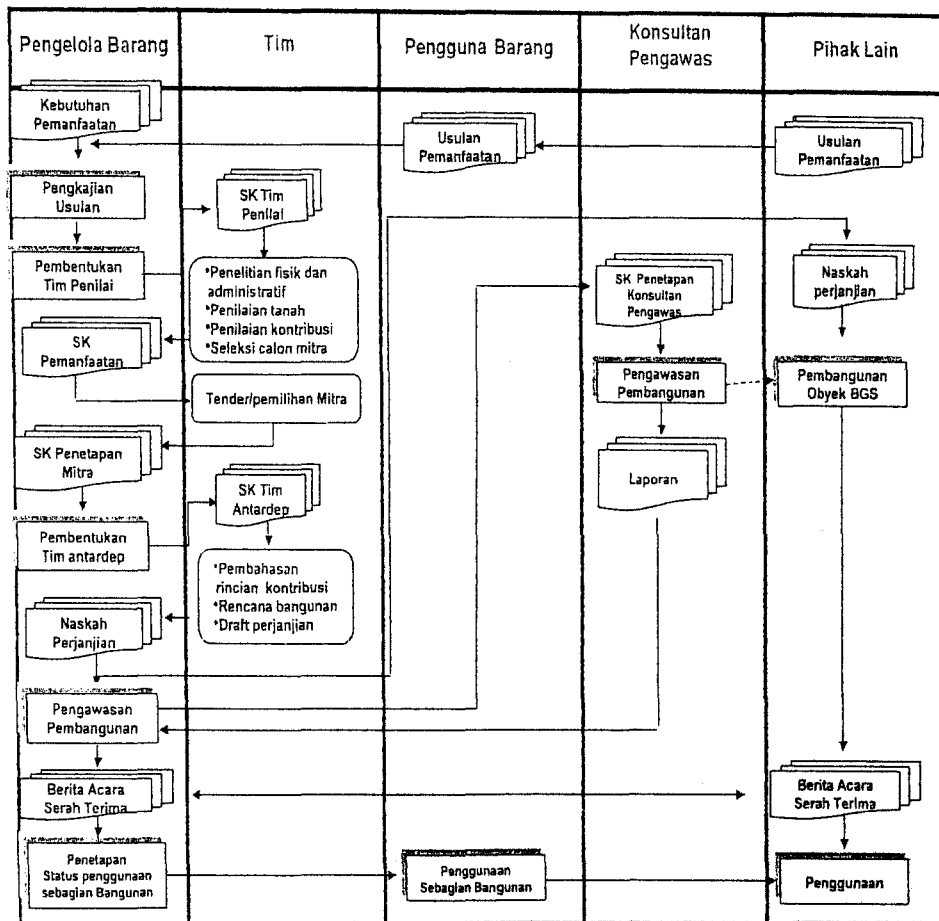 Pengelola Barang
Tim
Pengguna Barang
Konsultan
Pengawas
Pihak Lain
Kebutuhan
Pemanfaatan
Usulan
Pemanfaatan
Usulan
Pemanfaatan
Pengkajian
Usulan
SK Tim
Penilai
Pembentukan
Tim Penilai
*Penelitian fisik dan
administratif
*Penilaian tanah
*Penilaian kontribusi
*Seleksi calon mitra
SK Penetapan
Konsultan
Pengawas
Naskah
perjanjian
SK
Pemanfaatan
Tender/pemilihan Mitra
Pengawasan
Pembangunan
Pembangunan
Obyek BGS
SK Penetapan
Mitra
SK Tim
Antardep
Laporan
Pembentukan
Tim antardep
*Pembahasan
rincian kontribusi
*Rencana bangunan
*Draft perjanjian
Naskah
Perjanjian
Pengawasan
Pembangunan
Berita Acara
Serah Terima
Berita Acara
Serah Terima
Penetapan
Status penggunaan
sebagian Bangunan
Penggunaan
Sebagian Bangunan
Penggunaan